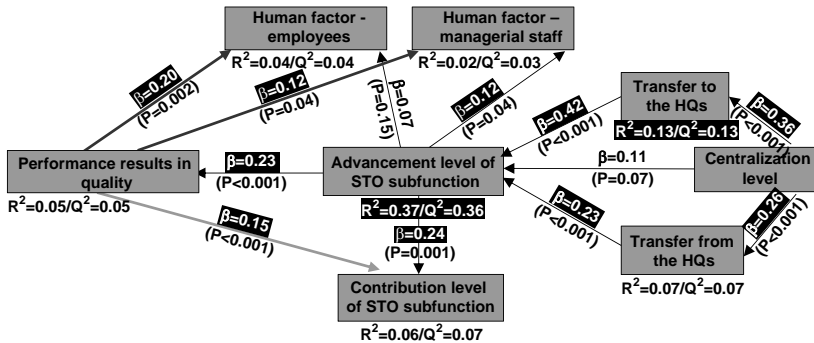 Human factor -
employees
R²=0.04/Q²=0.04
Human factor –
managerial staff
R²=0.02/Q²=0.03
β=0.20
(P=0.002)
β=0.12
(P=0.04)
β=0.07
(P=0.15)
β=0.12
(P=0.04)
β=0.42
(P<0.001)
Transfer to
the HQs
R²=0.13/Q²=0.13
β=0.36
(P<0.001)
Performance results in
quality
R²=0.05/Q²=0.05
β=0.23
(P<0.001)
Advancement level of
STO subfunction
R²=0.37/Q²=0.36
β=0.11
(P=0.07)
Centralization
level
β=0.15
(P<0.001)
β=0.24
(P=0.001)
β=0.23
(P<0.001)
Transfer from
the HQs
R²=0.07/Q²=0.07
β=0.26
(P<0.001)
Contribution level
of STO subfunction
R²=0.06/Q²=0.07